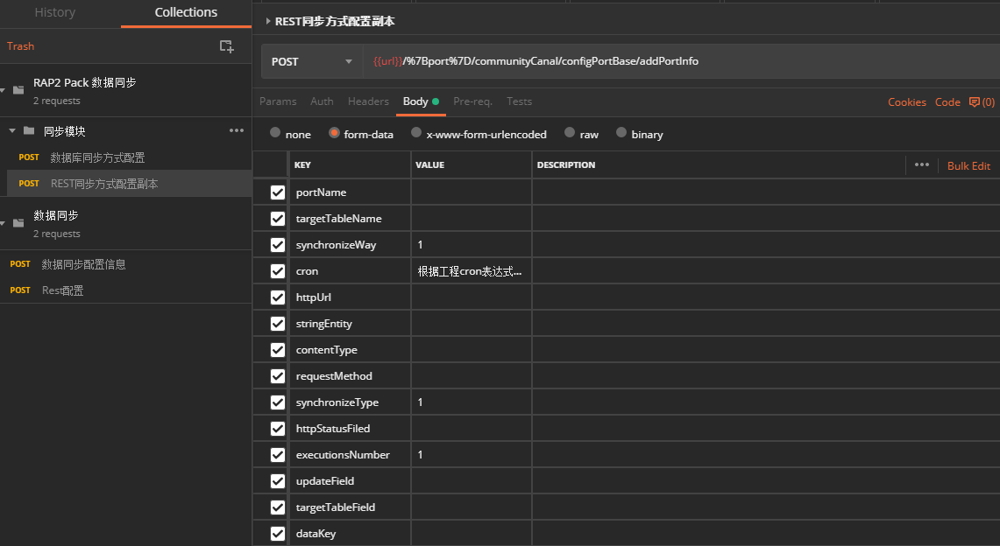 History
Collections
Trash
RAP2 Pack 数据同步
2 requests
同步模块
POST 数据库同步方式配置
POST REST同步方式配置副本
数据同步
2 requests
POST 数据同步配置信息
POST Rest配置
REST同步方式配置副本
POST {{url}}/%7Bport%7D/communityCanal/configPortBase/addPortInfo
Params Auth Headers Body Pre-req. Tests Cookies Code (0)
none form-data x-www-form-urlencoded raw binary
KEY VALUE DESCRIPTION ••• Bulk Edit
portName
targetTableName
synchronizeWay 1
cron 根据工程cron表达式...
httpUrl
stringEntity
contentType
requestMethod
synchronizeType 1
httpStatusFiled
executionsNumber 1
updateField
targetTableField
dataKey